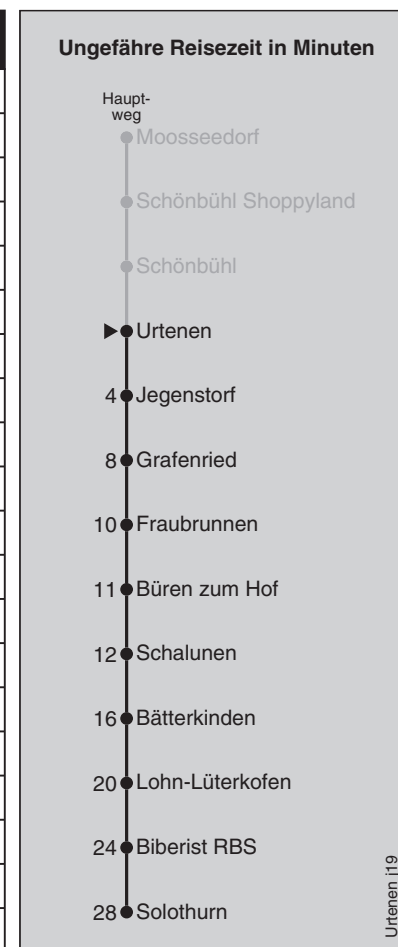 Ungefähre Reisezeit in Minuten
Haupt-
weg
Moosseedorf
Schönbühl Shoppyland
Schönbühl
Urtenen
4 Jegenstorf
8 Grafenried
10 Fraubrunnen
11 Büren zum Hof
12 Schalunen
16 Bätterkinden
20 Lohn-Lüterkofen
24 Biberist RBS
28 Solothurn
Urtenen j19